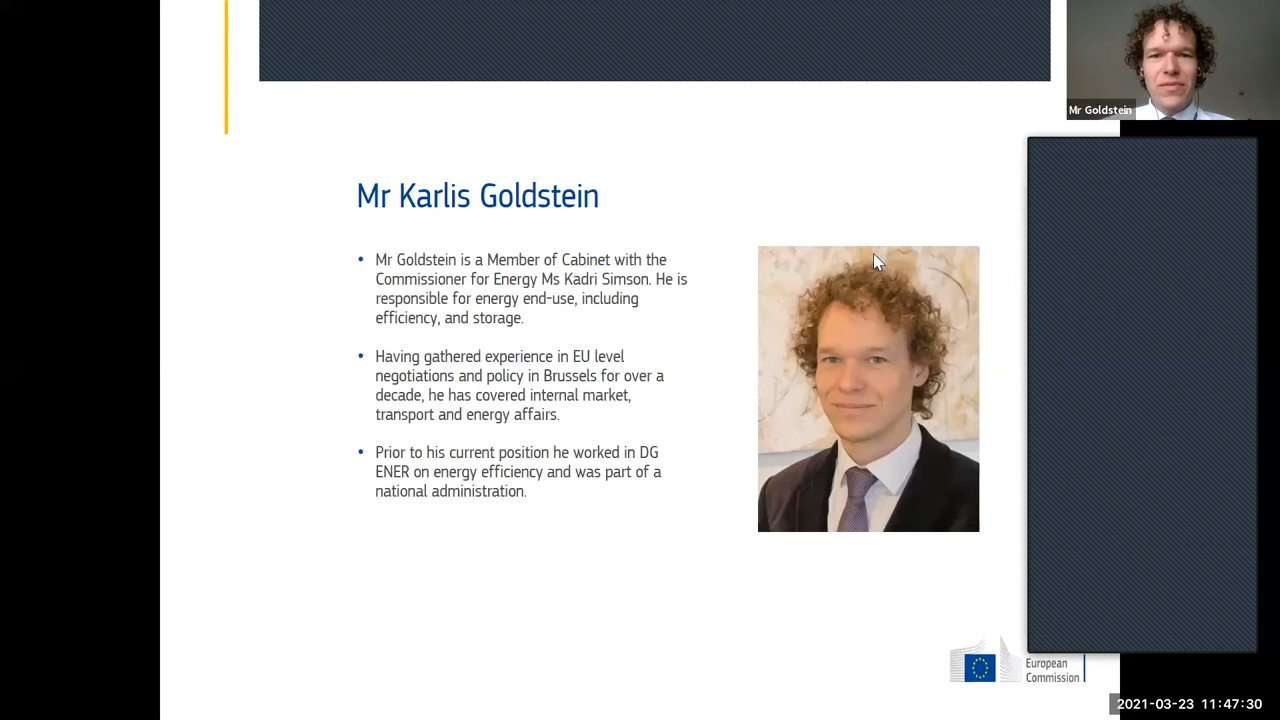 Mr Goldstein
Mr Karlis Goldstein
• Mr Goldstein is a Member of Cabinet with the
Commissioner for Energy Ms Kadri Simson. He is
responsible for energy end-use, including
efficiency, and storage.
• Having gathered experience in EU level
negotiations and policy in Brussels for over a
decade, he has covered internal market,
transport and energy affairs.
• Prior to his current position he worked in DG
ENER on energy efficiency and was part of a
national administration.
European
Commission
2021-03-23 11:47:30